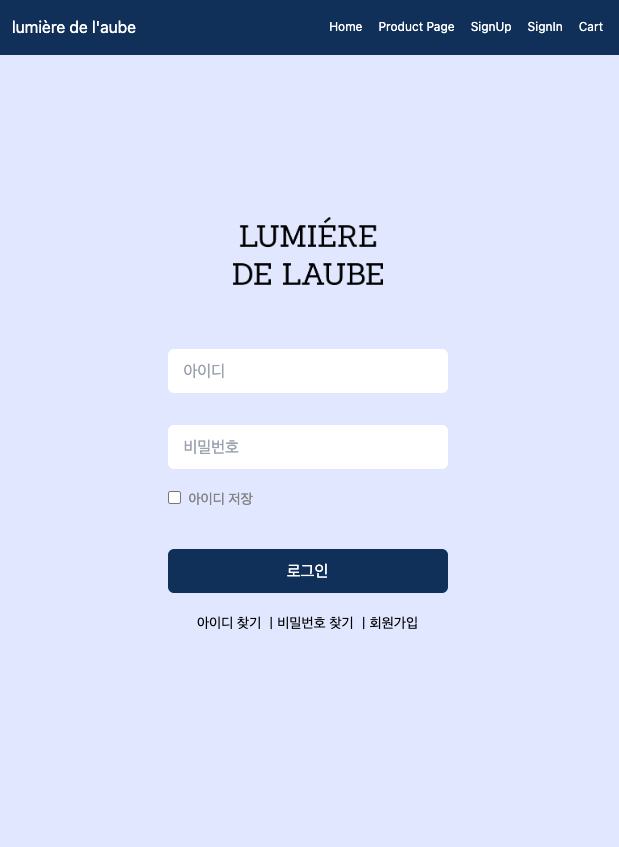 lumière de l'aube Home Product Page SignUp SignIn Cart
LUMIÉRE
DE LAUBE
아이디
비밀번호
아이디 저장
로그인
아이디 찾기 | 비밀번호 찾기 | 회원가입